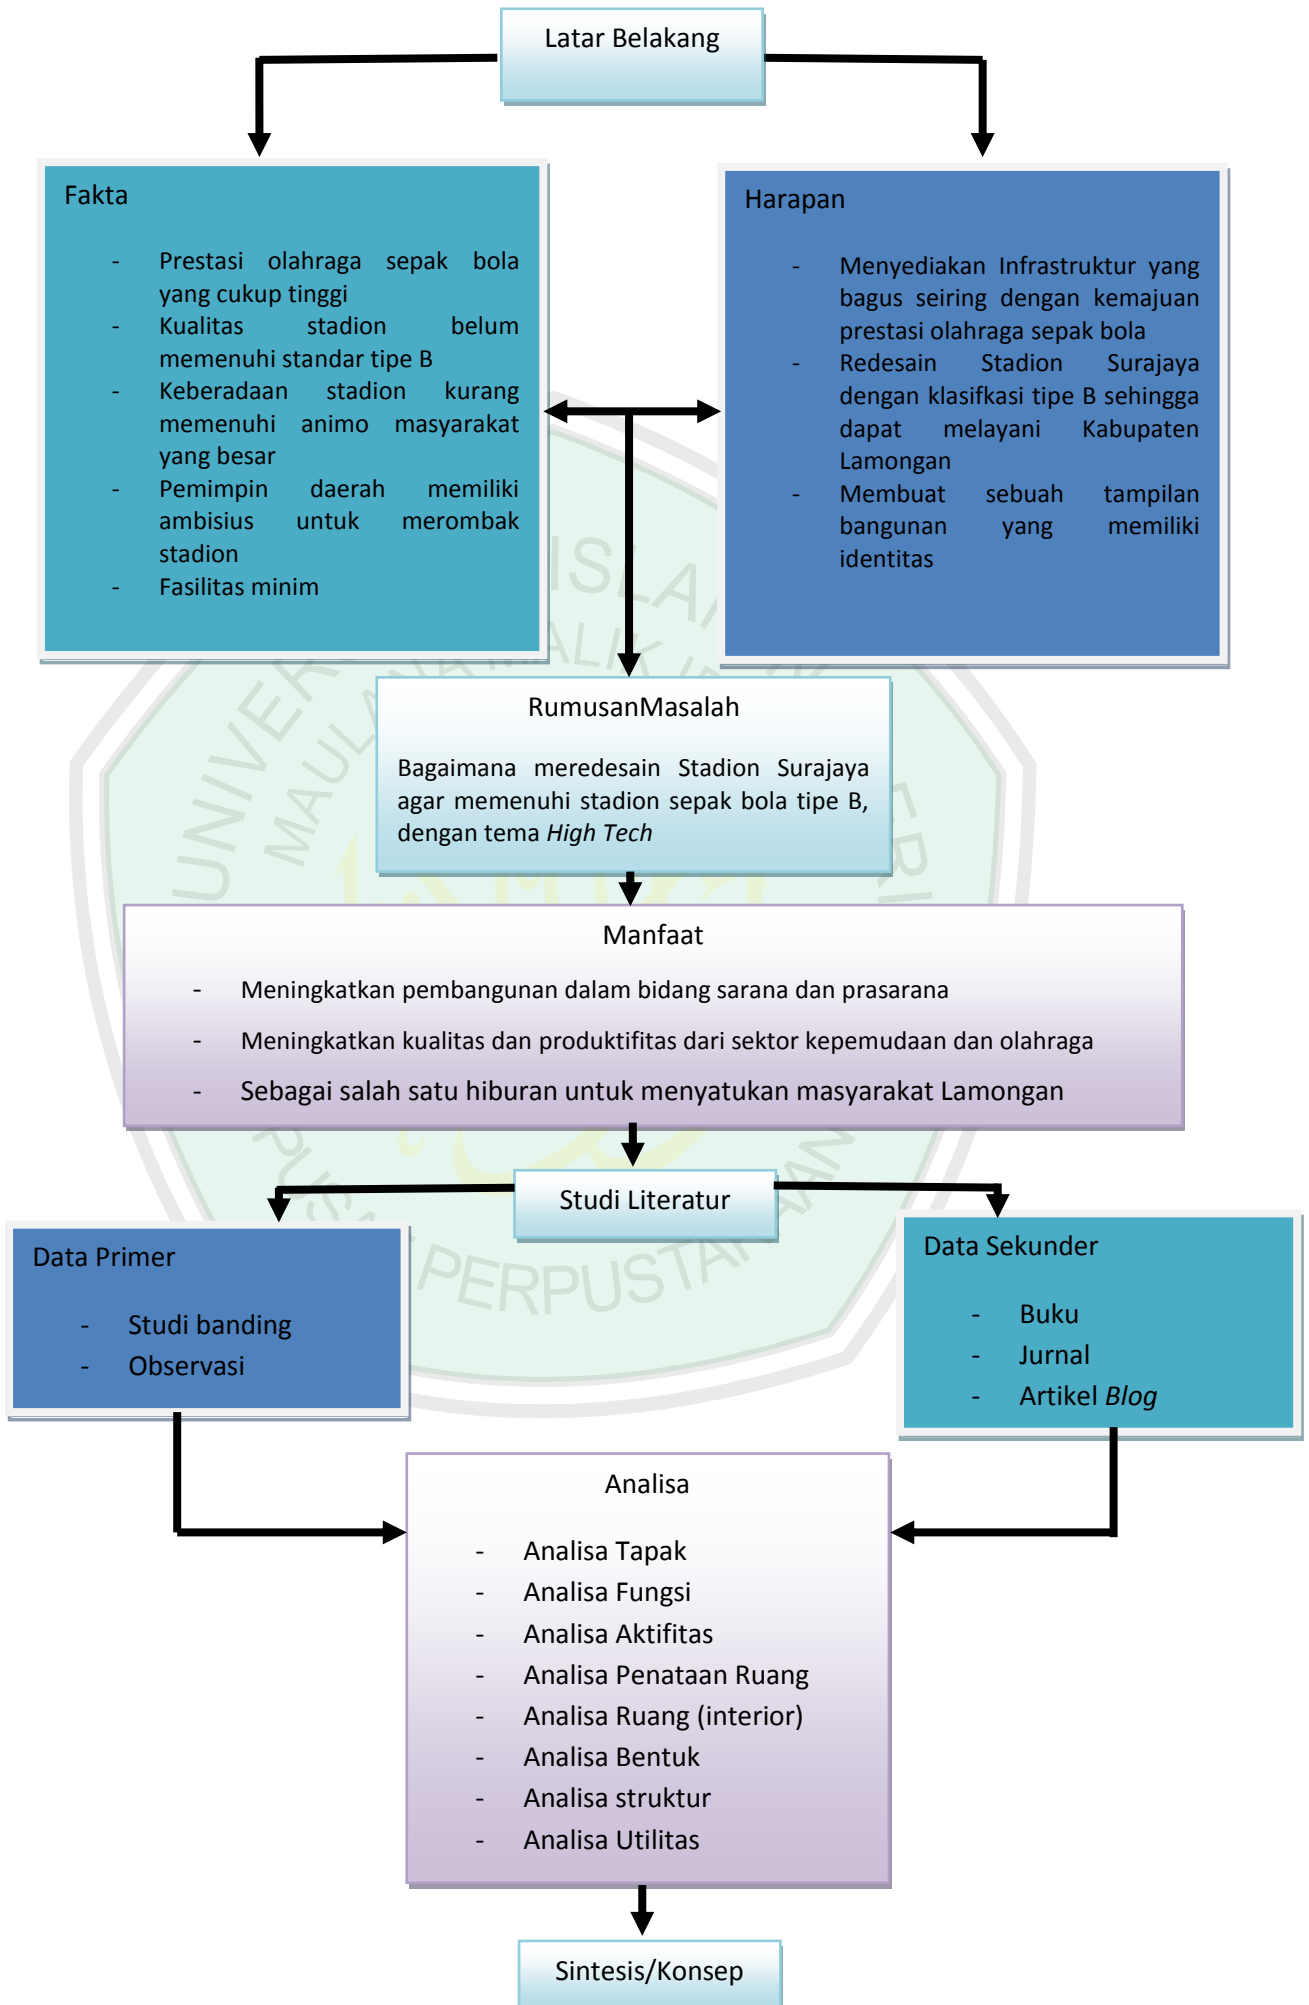 Latar Belakang
Fakta
- Prestasi olahraga sepak bola
yang cukup tinggi
- Kualitas stadion belum
memenuhi standar tipe B
- Keberadaan stadion kurang
memenuhi animo masyarakat
yang besar
- Pemimpin daerah memiliki
ambisius untuk merombak
stadion
- Fasilitas minim
Harapan
- Menyediakan Infrastruktur yang
bagus seiring dengan kemajuan
prestasi olahraga sepak bola
- Redesain Stadion Surajaya
dengan klasifkasi tipe B sehingga
dapat melayani Kabupaten
Lamongan
- Membuat sebuah tampilan
bangunan yang memiliki
identitas
RumusanMasalah
Bagaimana meredesain Stadion Surajaya
agar memenuhi stadion sepak bola tipe B,
dengan tema High Tech
Manfaat
- Meningkatkan pembangunan dalam bidang sarana dan prasarana
- Meningkatkan kualitas dan produktifitas dari sektor kepemudaan dan olahraga
- Sebagai salah satu hiburan untuk menyatukan masyarakat Lamongan
Studi Literatur
Data Primer
- Studi banding
- Observasi
Data Sekunder
- Buku
- Jurnal
- Artikel Blog
Analisa
- Analisa Tapak
- Analisa Fungsi
- Analisa Aktifitas
- Analisa Penataan Ruang
- Analisa Ruang (interior)
- Analisa Bentuk
- Analisa struktur
- Analisa Utilitas
Sintesis/Konsep